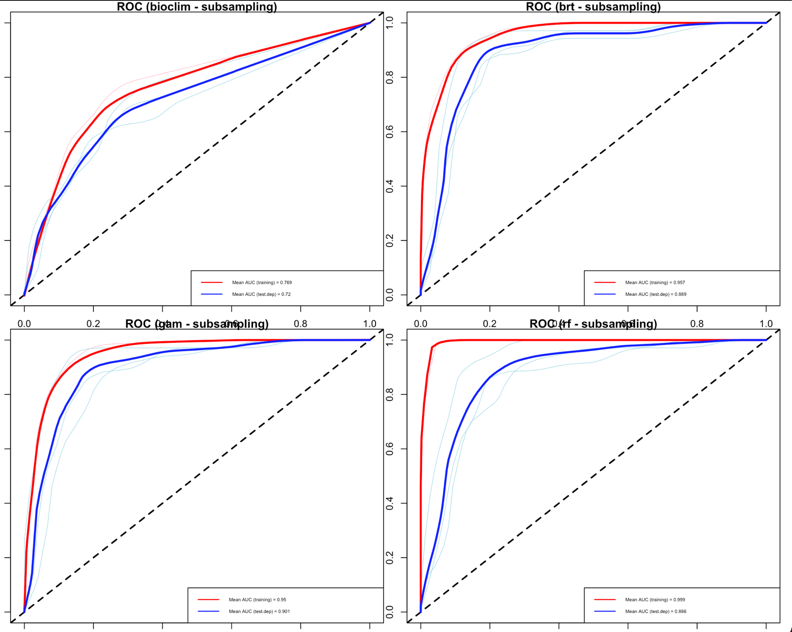 ROC (bioclim - subsampling)
Mean AUC (training) = 0.769
Mean AUC (test.dep) = 0.72
0.0 0.2 0.4 0.6 0.8 1.0
ROC (brt - subsampling)
1.0
0.8
0.6
0.4
0.2
0.0
Mean AUC (training) = 0.957
Mean AUC (test.dep) = 0.869
0.0 0.2 0.4 0.6 0.8 1.0
ROC (gam - subsampling)
Mean AUC (training) = 0.95
Mean AUC (test.dep) = 0.901
ROC (rf - subsampling)
1.0
0.8
0.6
0.4
0.2
0.0
Mean AUC (training) = 0.999
Mean AUC (test.dep) = 0.886